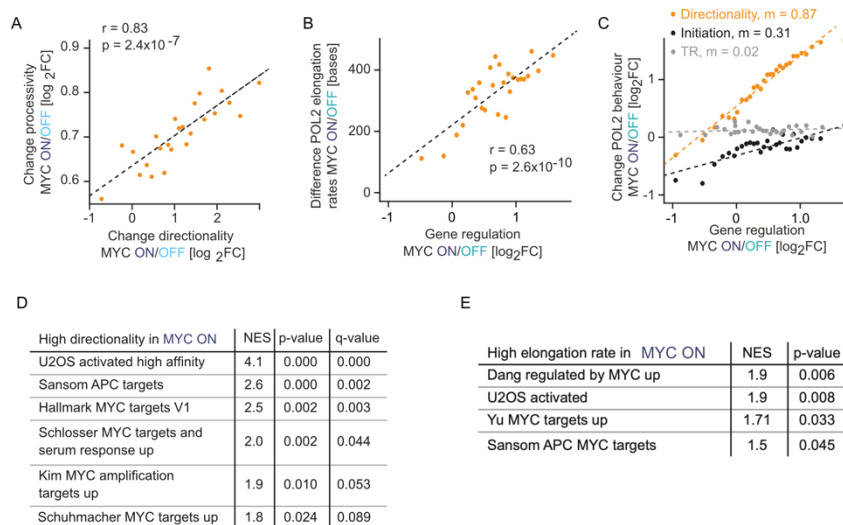 A
r = 0.83
p = 2.4x10 -7
0.9
0.8
0.7
0.6
Change processivity
MYC ON/OFF [log 2FC]
-1
0
1
2
Change directionality
MYC ON/OFF [log 2FC]
B
400
200
0
Difference POL2 elongation
rates MYC ON/OFF [bases]
r = 0.63
p = 2.6x10-10
-1
0
1
Gene regulation
MYC ON/OFF [log2FC]
C
Directionality, m = 0.87
Initiation, m = 0.31
TR, m = 0.02
1
0
-1
Change POL2 behaviour
MYC ON/OFF [log2FC]
-1
0
1.0
Gene regulation
MYC ON/OFF [log2FC]
D
High directionality in MYC ON NES p-value q-value
U2OS activated high affinity 4.1 0.000 0.000
Sansom APC targets 2.6 0.000 0.002
Hallmark MYC targets V1 2.5 0.002 0.003
Schlosser MYC targets and
serum response up 2.0 0.002 0.044
Kim MYC amplification
targets up 1.9 0.010 0.053
Schuhmacher MYC targets up 1.8 0.024 0.089
E
High elongation rate in MYC ON NES p-value
Dang regulated by MYC up 1.9 0.006
U2OS activated 1.9 0.008
Yu MYC targets up 1.71 0.033
Sansom APC MYC targets 1.5 0.045